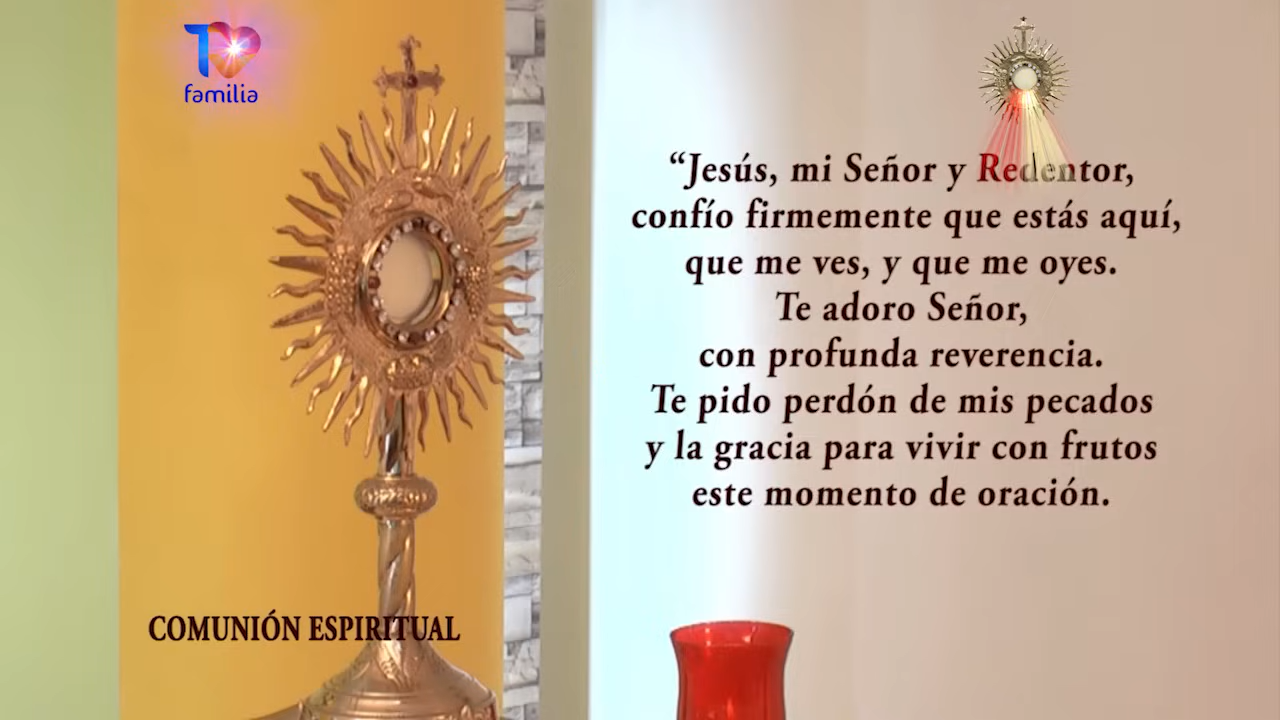 T
familia
“Jesús, mi Señor y Redentor,
confío firmemente que estás aquí,
que me ves, y que me oyes.
Te adoro Señor,
con profunda reverencia.
Te pido perdón de mis pecados
y la gracia para vivir con frutos
este momento de oración.
COMUNIÓN ESPIRITUAL